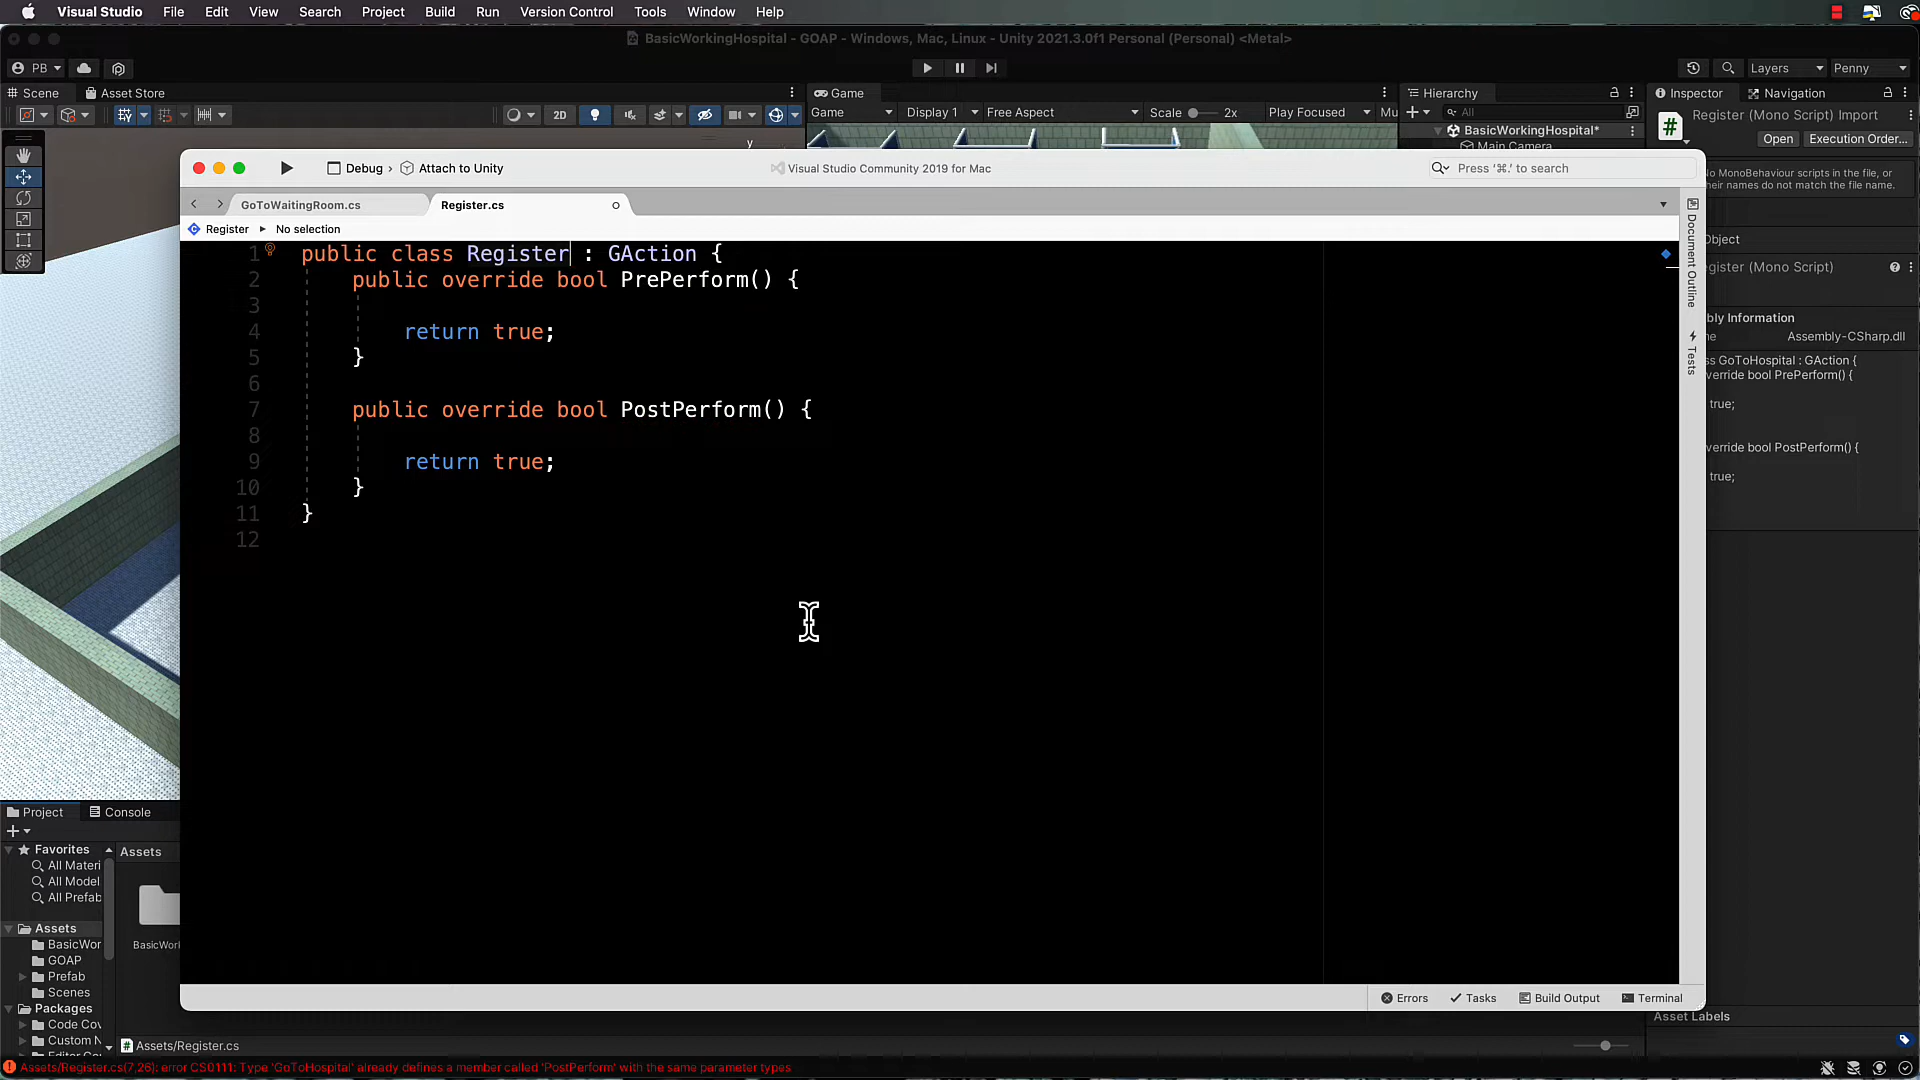 Visual Studio File Edit View Search Project Build Run Version Control Tools Window Help
BasicWorkingHospital - GOAP - Windows, Mac, Linux - Unity 2021.3.0f1 Personal (Personal) <Metal>
PB Layers Penny
Scene Asset Store Game Hierarchy Inspector Navigation
2D Game Display 1 Free Aspect Scale 2x Play Focused Mu All
Register (Mono Script) Import
y BasicWorkingHospital*
Open Execution Order...
Main Camera
Debug › Attach to Unity Visual Studio Community 2019 for Mac Press '⌘.' to search
No MonoBehaviour scripts in the file, or
heir names do not match the file name.
GoToWaitingRoom.cs Register.cs
Register ▸ No selection
Document Outline
Tests
1 public class Register : GAction {
2 public override bool PrePerform() {
3
4 return true;
5 }
6
7 public override bool PostPerform() {
8
9 return true;
10 }
11 }
12
Object
gister (Mono Script)
bly Information
me Assembly-CSharp.dll
ss GoToHospital : GAction {
verride bool PrePerform() {
true;
verride bool PostPerform() {
true;
Project Console
Favorites Assets
All Materi
All Model
All Prefab
Assets
BasicWor BasicWork
GOAP
Prefab
Scenes
Packages
Code Cov
Custom N
Editor Co
Errors Tasks Build Output Terminal
Asset Labels
Assets/Register.cs
Assets/Register.cs(7,26): error CS0111: Type 'GoToHospital' already defines a member called 'PostPerform' with the same parameter types